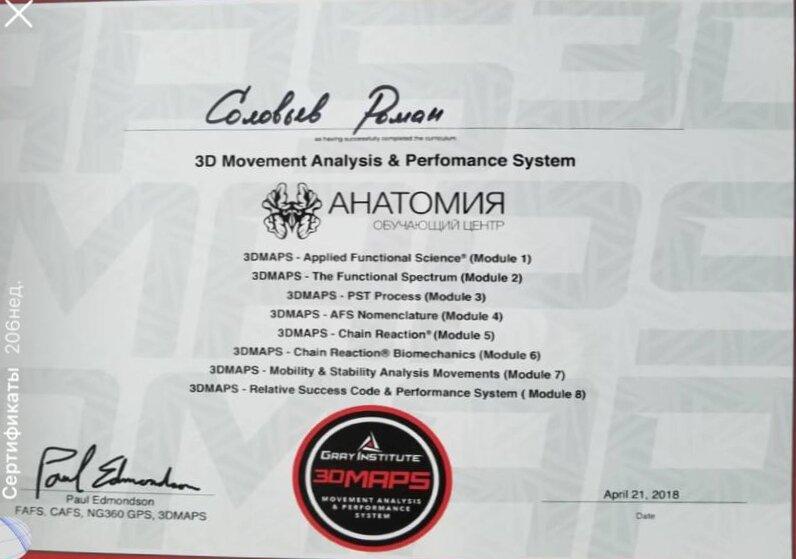 Соловьев Роман
as having successfully completed the curriculum
3D Movement Analysis & Perfomance System
АНАТОМИЯ
ОБУЧАЮЩИЙ ЦЕНТР
3DMAPS - Applied Functional Science® (Module 1)
3DMAPS - The Functional Spectrum (Module 2)
3DMAPS - PST Process (Module 3)
3DMAPS - AFS Nomenclature (Module 4)
3DMAPS - Chain Reaction® (Module 5)
3DMAPS - Chain Reaction® Biomechanics (Module 6)
3DMAPS - Mobility & Stability Analysis Movements (Module 7)
3DMAPS - Relative Success Code & Performance System ( Module 8)
GRAY INSTITUTE
3DMAPS
MOVEMENT ANALYSIS
& PERFORMANCE
SYSTEM
Paul Edmondson
Paul Edmondson
FAFS, CAFS, NG360 GPS, 3DMAPS
April 21, 2018
Date
Сертификаты 206нед.